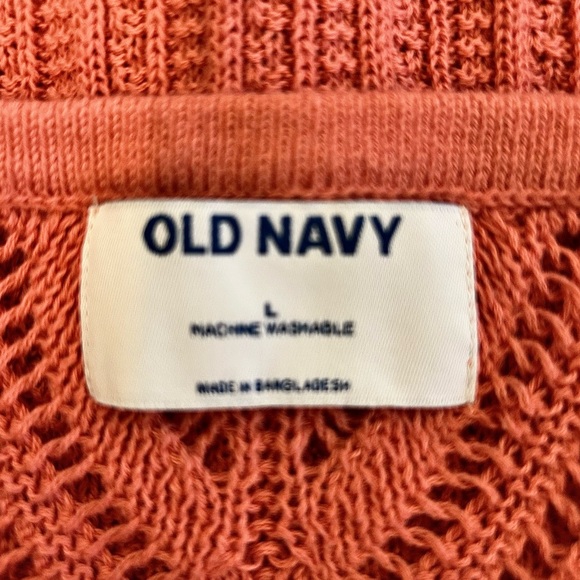 OLD NAVY
L
MACHINE WASHABLE
MADE IN BANGLADESH